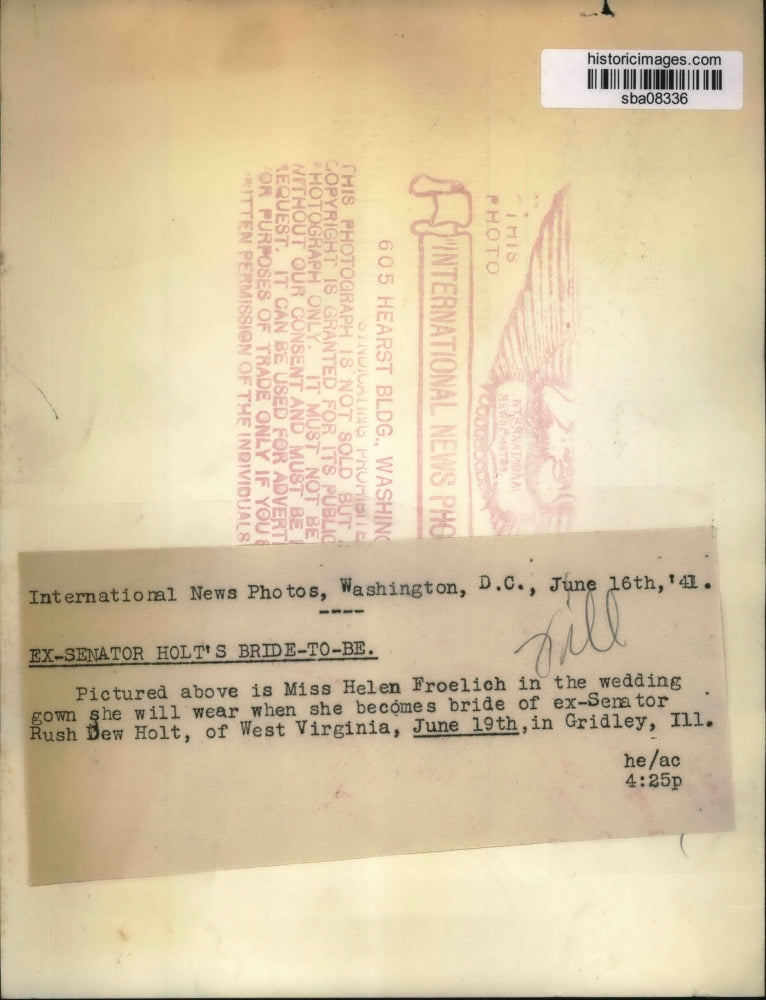 historicimages.com
sba08336
THIS
PHOTO
INTERNATIONAL NEWS PHO
605 HEARST BLDG., WASHING
THIS PHOTOGRAPH IS NOT SOLD BUT
COPYRIGHT IS GRANTED FOR ITS PUBLIC
PHOTOGRAPH ONLY. IT MUST NOT BE
WITHOUT OUR CONSENT AND MUST BE
REQUEST. IT CAN BE USED FOR ADVERT
OR PURPOSES OF TRADE ONLY IF YOU
RITTEN PERMISSION OF THE INDIVIDUALS
International News Photos, Washington, D.C., June 16th,'41.
----
EX-SENATOR HOLT'S BRIDE-TO-BE.
Pictured above is Miss Helen Froelich in the wedding
gown she will wear when she becomes bride of ex-Senator
Rush Dew Holt, of West Virginia, June 19th,in Gridley, Ill.
he/ac
4:25p